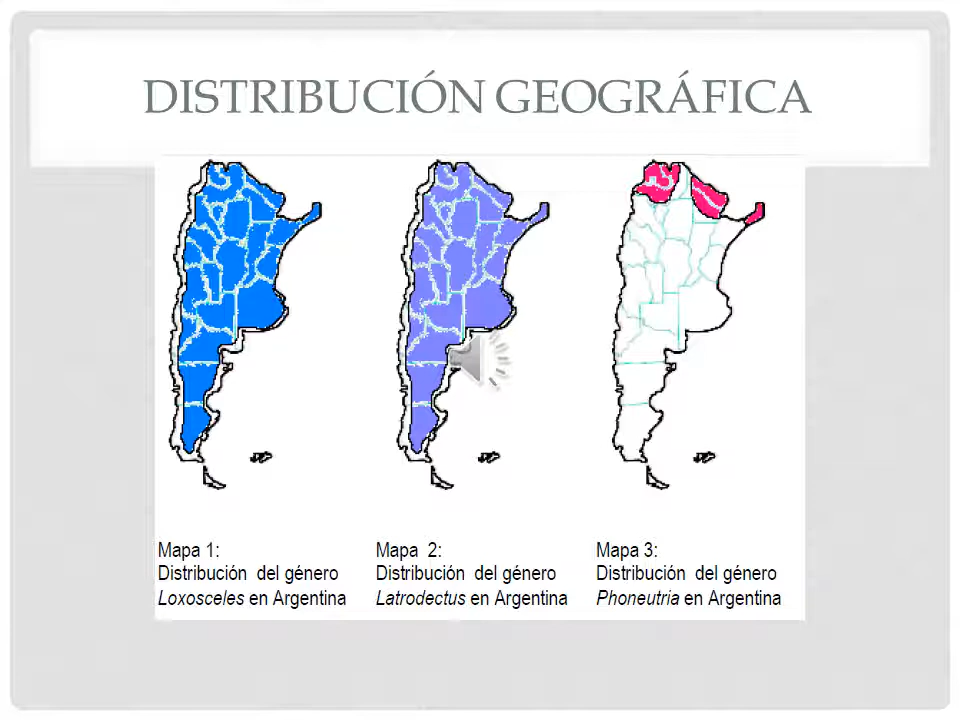 DISTRIBUCIÓN GEOGRÁFICA
Mapa 1:
Distribución del género
Loxosceles en Argentina
Mapa 2:
Distribución del género
Latrodectus en Argentina
Mapa 3:
Distribución del género
Phoneutria en Argentina